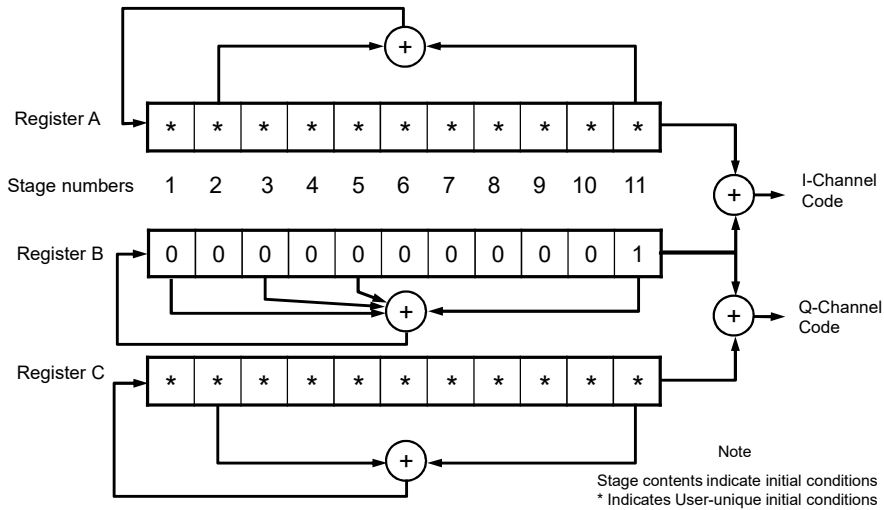 +
Register A
* * * * * * * * * * *
Stage numbers 1 2 3 4 5 6 7 8 9 10 11
+
I-Channel
Code
Register B
0 0 0 0 0 0 0 0 0 0 1
+
+
Q-Channel
Code
Register C
* * * * * * * * * * *
+
Note
Stage contents indicate initial conditions
* Indicates User-unique initial conditions